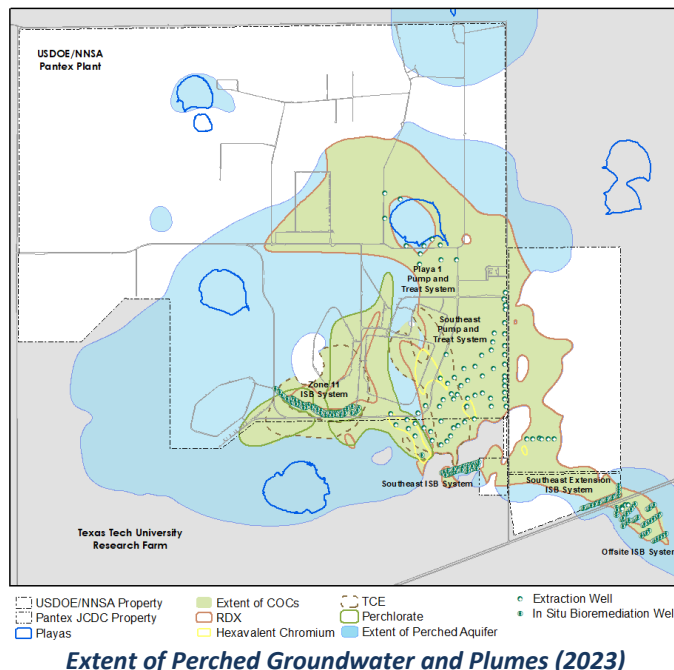 USDOE/NNSA
Pantex Plant
Playa 1
Pump and
Treat System
Southeast
Pump and
Treat System
Zone 11
ISB System
Southeast ISB System
Southeast Extension
ISB System
Offsite ISB System
Texas Tech University
Research Farm
USDOE/NNSA Property
Pantex JCDC Property
Playas
Extent of COCs
RDX
Hexavalent Chromium
TCE
Perchlorate
Extent of Perched Aquifer
Extraction Well
In Situ Bioremediation Well
Extent of Perched Groundwater and Plumes (2023)